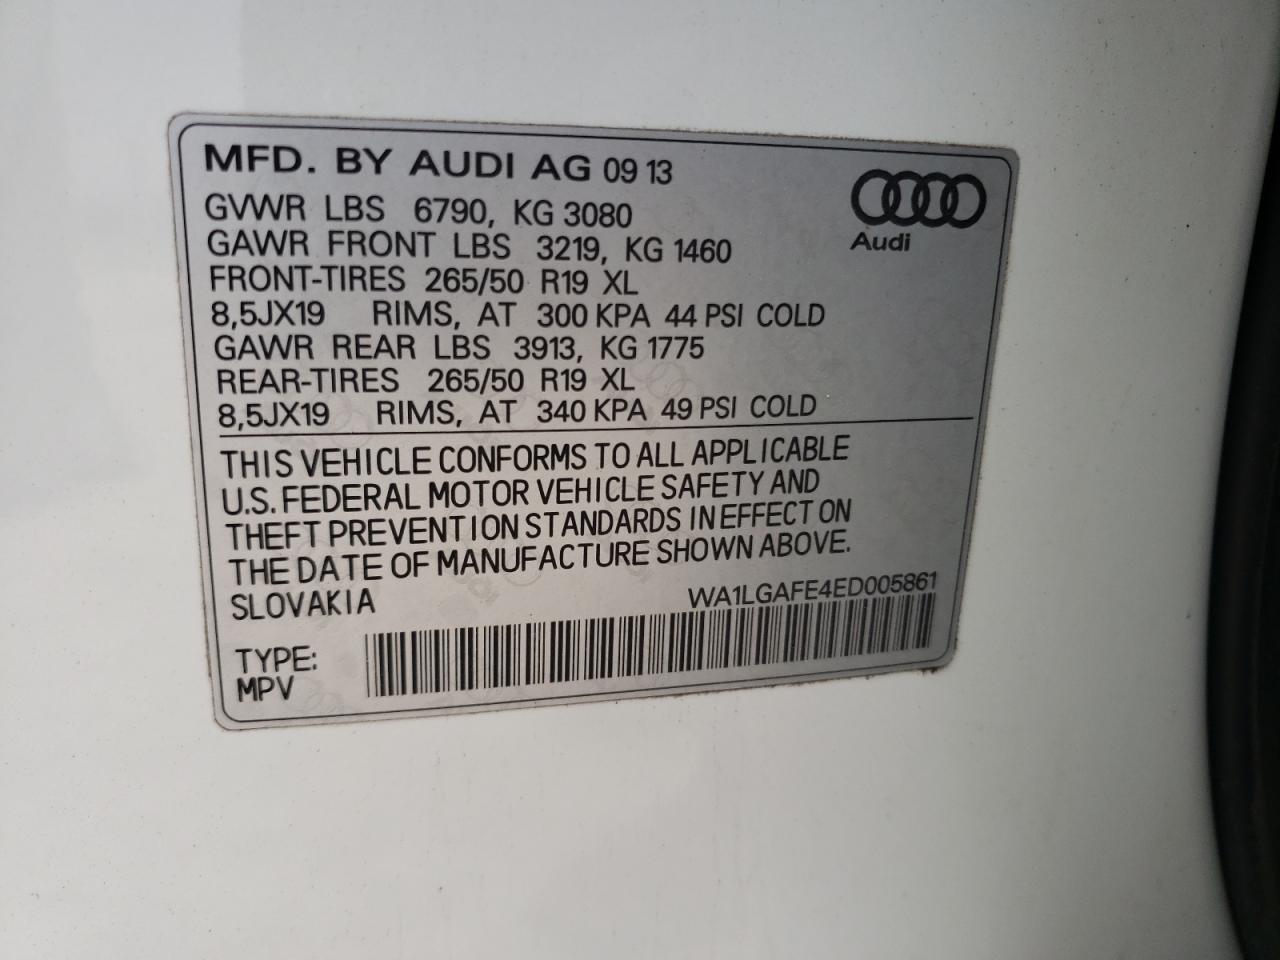 MFD. BY AUDI AG 09 13
GVWR LBS 6790, KG 3080
GAWR FRONT LBS 3219, KG 1460
FRONT-TIRES 265/50 R19 XL
8,5JX19 RIMS, AT 300 KPA 44 PSI COLD
GAWR REAR LBS 3913, KG 1775
REAR-TIRES 265/50 R19 XL
8,5JX19 RIMS, AT 340 KPA 49 PSI COLD
Audi
THIS VEHICLE CONFORMS TO ALL APPLICABLE
U.S. FEDERAL MOTOR VEHICLE SAFETY AND
THEFT PREVENTION STANDARDS IN EFFECT ON
THE DATE OF MANUFACTURE SHOWN ABOVE.
SLOVAKIA WA1LGAFE4ED005861
TYPE:
MPV